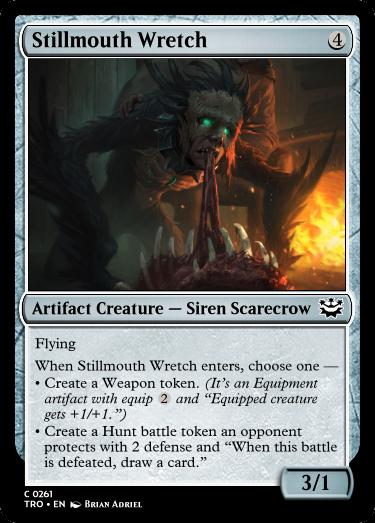 Stillmouth Wretch 4
Artifact Creature — Siren Scarecrow
Flying
When Stillmouth Wretch enters, choose one —
• Create a Weapon token. (It's an Equipment
artifact with equip 2 and “Equipped creature
gets +1/+1.”)
• Create a Hunt battle token an opponent
protects with 2 defense and “When this battle
is defeated, draw a card.”
3/1
C 0261
TRO • EN Brian Adriel